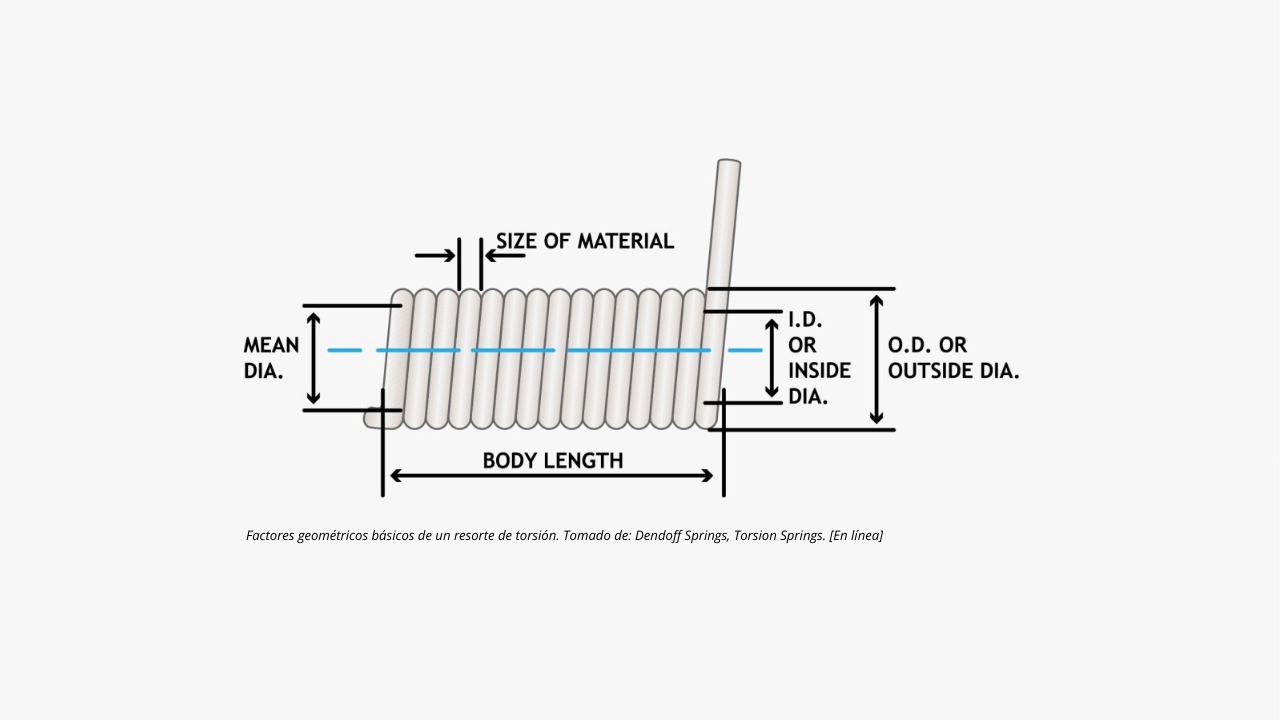 SIZE OF MATERIAL
MEAN
DIA.
I.D.
OR
INSIDE
DIA.
O.D. OR
OUTSIDE DIA.
BODY LENGTH
Factores geométricos básicos de un resorte de torsión. Tomado de: Dendoff Springs, Torsion Springs. [En línea]